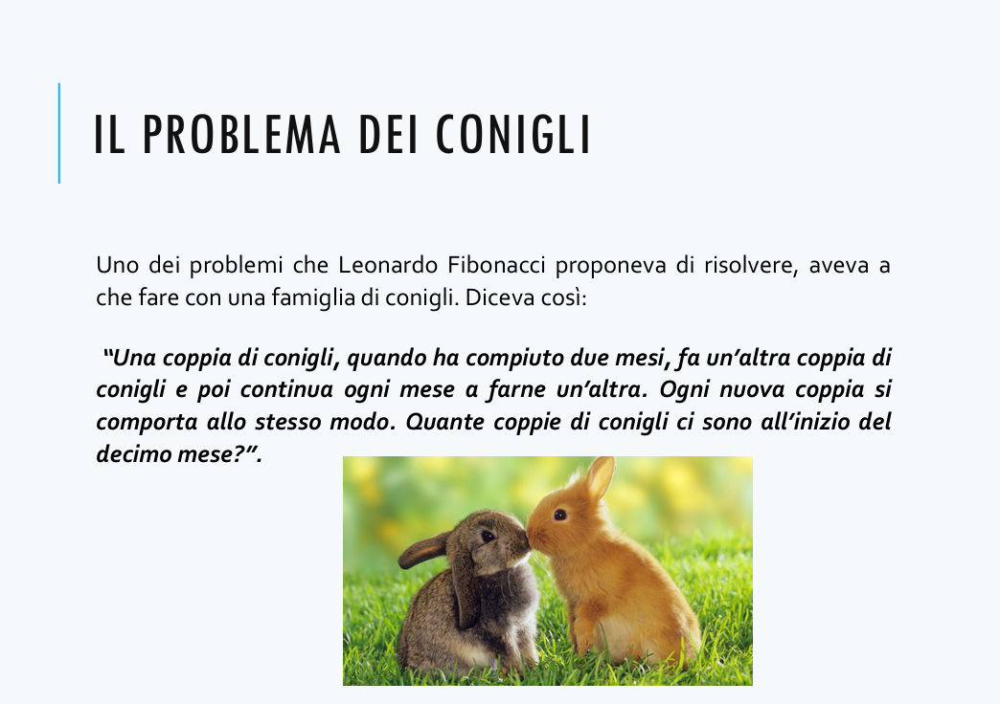 IL PROBLEMA DEI CONIGLI
Uno dei problemi che Leonardo Fibonacci proponeva di risolvere, aveva a
che fare con una famiglia di conigli. Diceva così:
“Una coppia di conigli, quando ha compiuto due mesi, fa un’altra coppia di
conigli e poi continua ogni mese a farne un’altra. Ogni nuova coppia si
comporta allo stesso modo. Quante coppie di conigli ci sono all’inizio del
decimo mese?”.